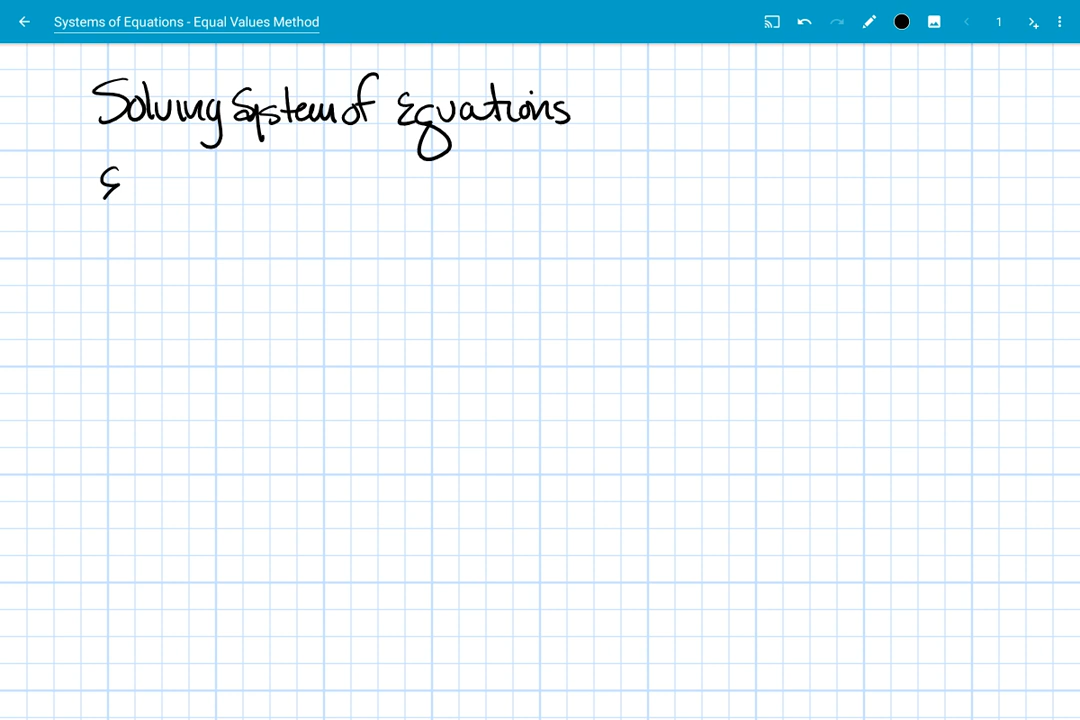 Systems of Equations - Equal Values Method
1
Solving System of Equations
E